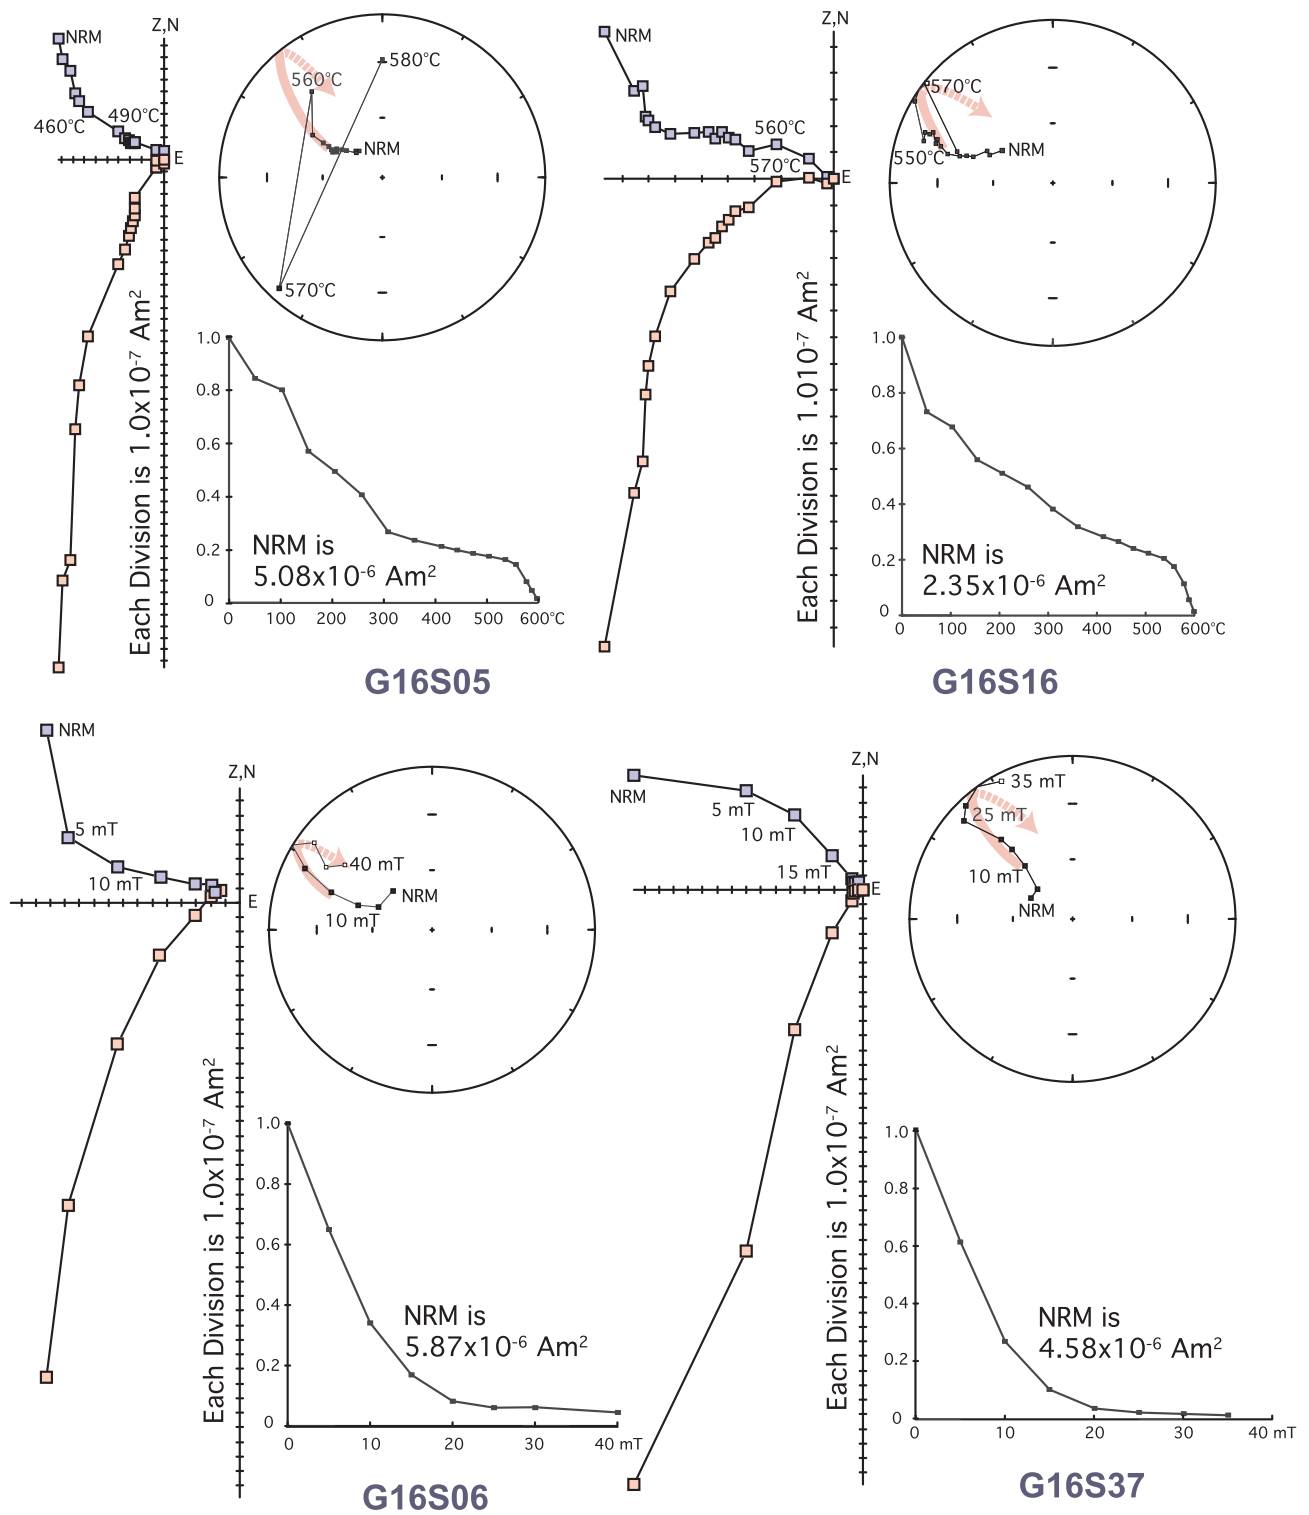 Z,N
NRM
460°C
490°C
E
Each Division is 1.0x10-7 Am2
560°C
580°C
NRM
570°C
1.0
0.8
0.6
0.4
0.2
0
NRM is
5.08x10-6 Am2
0 100 200 300 400 500 600°C
G16S05
Z,N
NRM
560°C
570°C
E
Each Division is 1.010-7 Am2
570°C
550°C
NRM
1.0
0.8
0.6
0.4
0.2
0
NRM is
2.35x10-6 Am2
0 100 200 300 400 500 600°C
G16S16
NRM
Z,N
5 mT
10 mT
E
Each Division is 1.0x10-7 Am2
40 mT
NRM
10 mT
1.0
0.8
0.6
0.4
0.2
0
NRM is
5.87x10-6 Am2
0 10 20 30 40 mT
G16S06
Z,N
NRM
5 mT
10 mT
15 mT
E
Each Division is 1.0x10-7 Am2
35 mT
25 mT
10 mT
NRM
1.0
0.8
0.6
0.4
0.2
0
NRM is
4.58x10-6 Am2
0 10 20 30 40 mT
G16S37